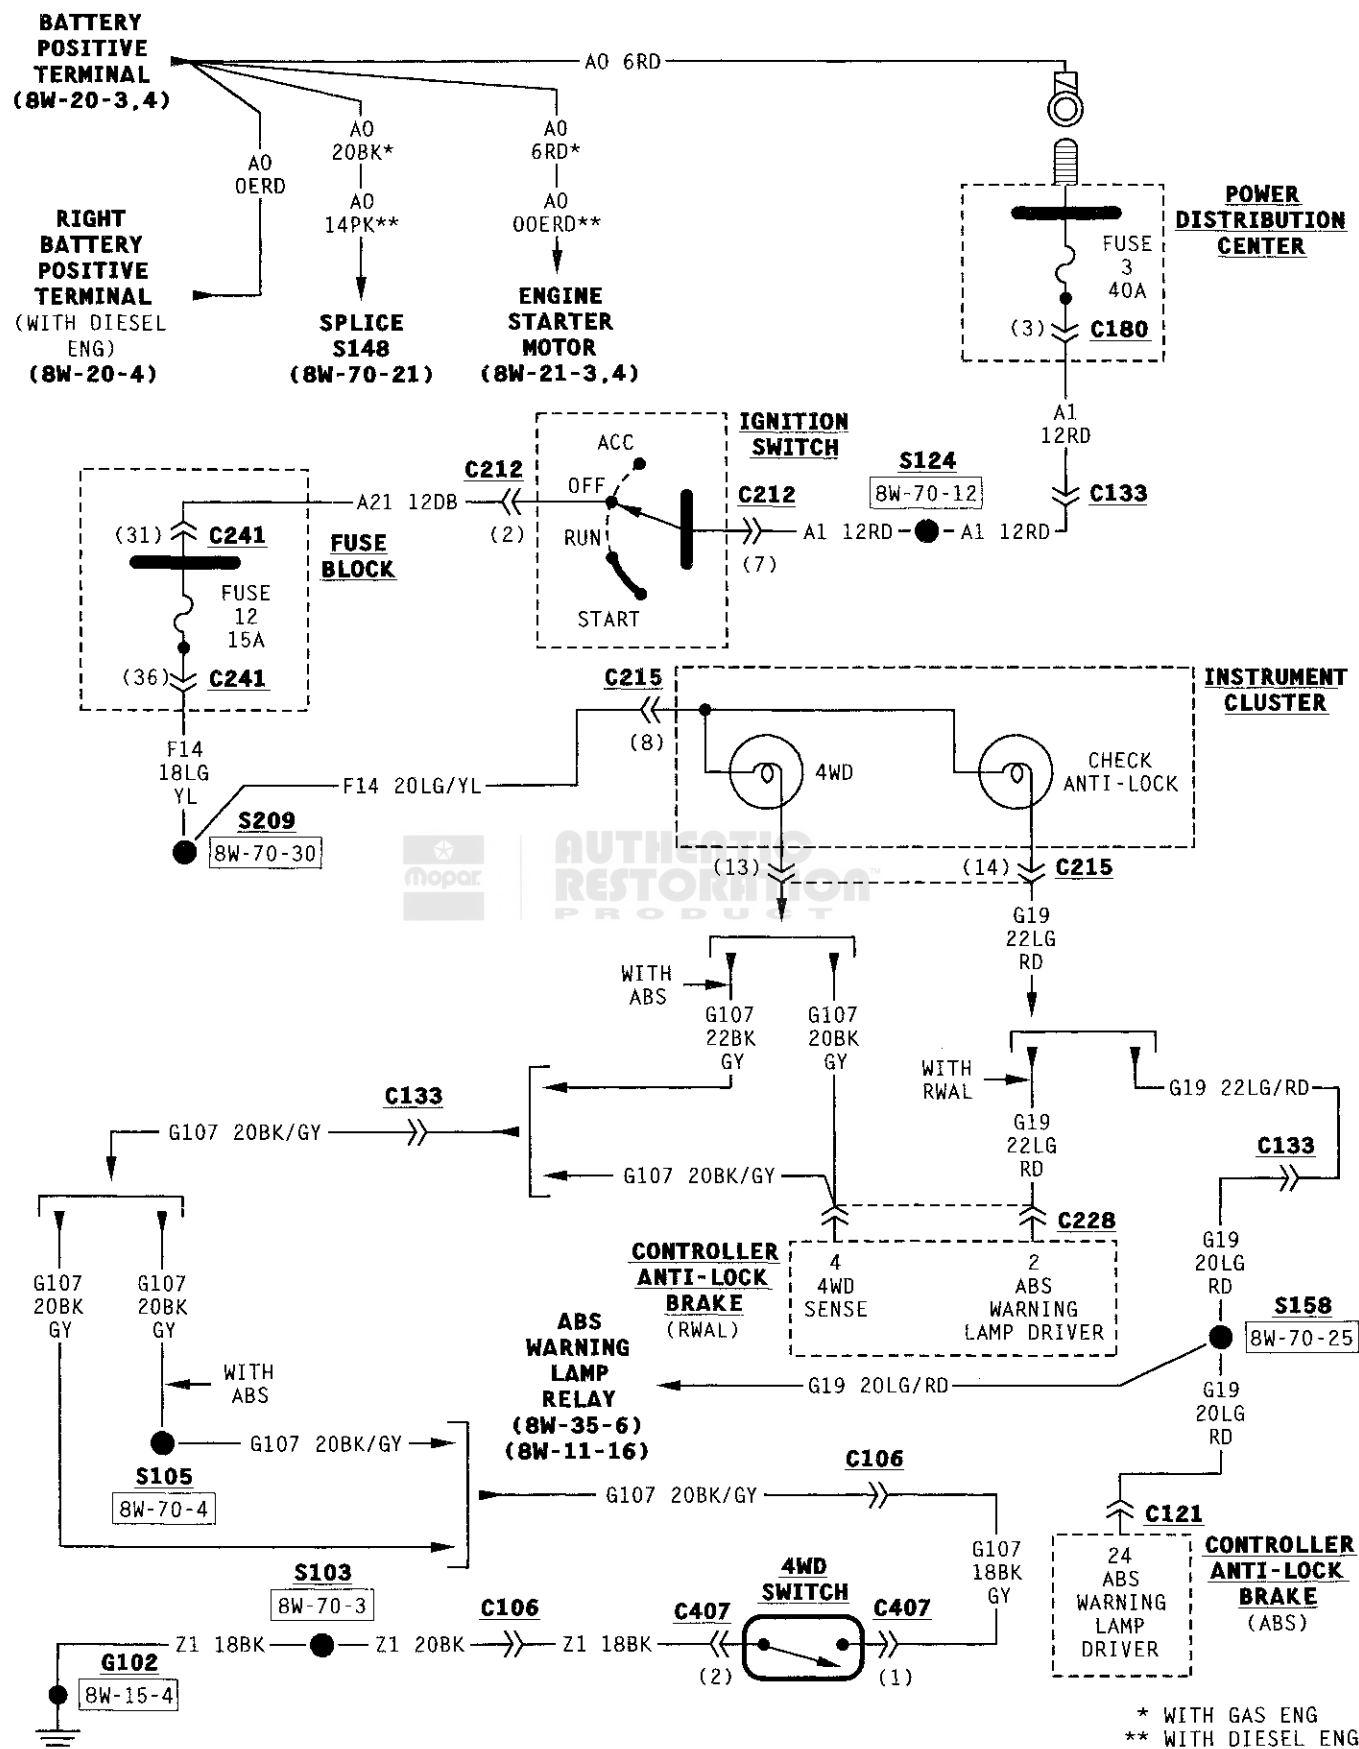 BATTERY
POSITIVE
TERMINAL
(8W-20-3,4)
A0 6RD
A0
20BK*
A0
6RD*
A0
0ERD
A0
14PK**
A0
00ERD**
RIGHT
BATTERY
POSITIVE
TERMINAL
(WITH DIESEL
ENG)
(8W-20-4)
SPLICE
S148
(8W-70-21)
ENGINE
STARTER
MOTOR
(8W-21-3,4)
POWER
DISTRIBUTION
CENTER
FUSE
3
40A
(3)
C180
A1
12RD
C133
IGNITION
SWITCH
ACC
OFF
RUN
START
C212
(2)
A21 12DB
C212
(7)
A1 12RD
S124
8W-70-12
A1 12RD
(31)
C241
FUSE
BLOCK
FUSE
12
15A
(36)
C241
F14
18LG
YL
S209
8W-70-30
F14 20LG/YL
C215
(8)
INSTRUMENT
CLUSTER
4WD
CHECK
ANTI-LOCK
Mopar
AUTHENTIC
RESTORATION™
PRODUCT
(13)
(14)
C215
G19
22LG
RD
WITH
ABS
G107
22BK
GY
G107
20BK
GY
WITH
RWAL
G19
22LG
RD
G19 22LG/RD
C133
C133
G107 20BK/GY
G107 20BK/GY
C228
CONTROLLER
ANTI-LOCK
BRAKE
(RWAL)
4
4WD
SENSE
2
ABS
WARNING
LAMP DRIVER
G19
20LG
RD
S158
8W-70-25
G107
20BK
GY
G107
20BK
GY
WITH
ABS
ABS
WARNING
LAMP
RELAY
(8W-35-6)
(8W-11-16)
G19 20LG/RD
G19
20LG
RD
G107 20BK/GY
S105
8W-70-4
G107 20BK/GY
C106
C121
CONTROLLER
ANTI-LOCK
BRAKE
(ABS)
24
ABS
WARNING
LAMP
DRIVER
G107
18BK
GY
S103
8W-70-3
4WD
SWITCH
C106
C407
(2)
C407
(1)
Z1 18BK
Z1 20BK
Z1 18BK
G102
8W-15-4
* WITH GAS ENG
** WITH DIESEL ENG